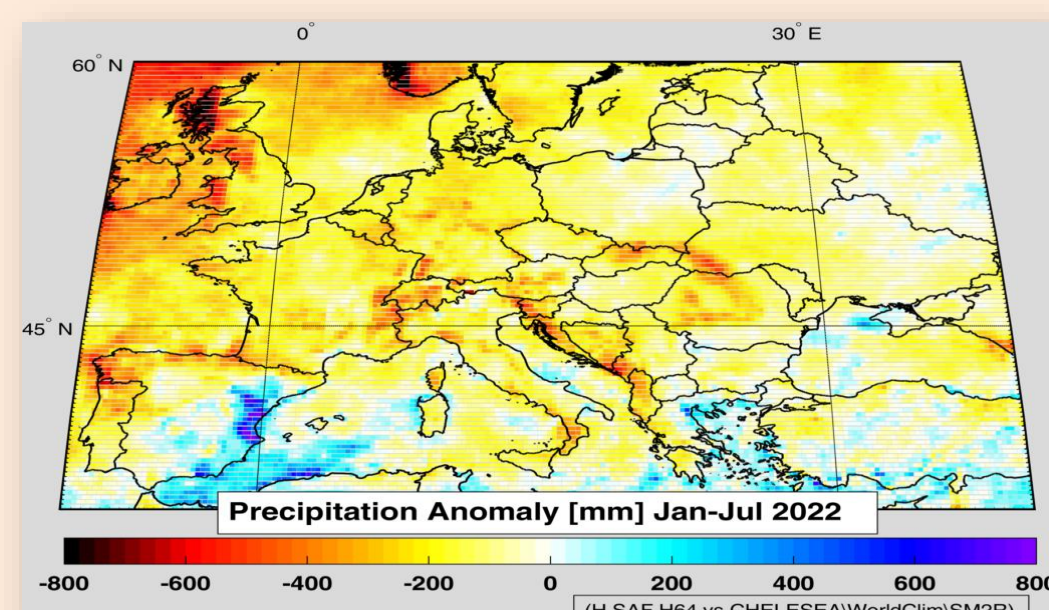 0° 30° E
60° N
45° N
Precipitation Anomaly [mm] Jan-Jul 2022
-800 -600 -400 -200 0 200 400 600 800
(H SAF H64 vs CHELESEA\WorldClim\SM2R)